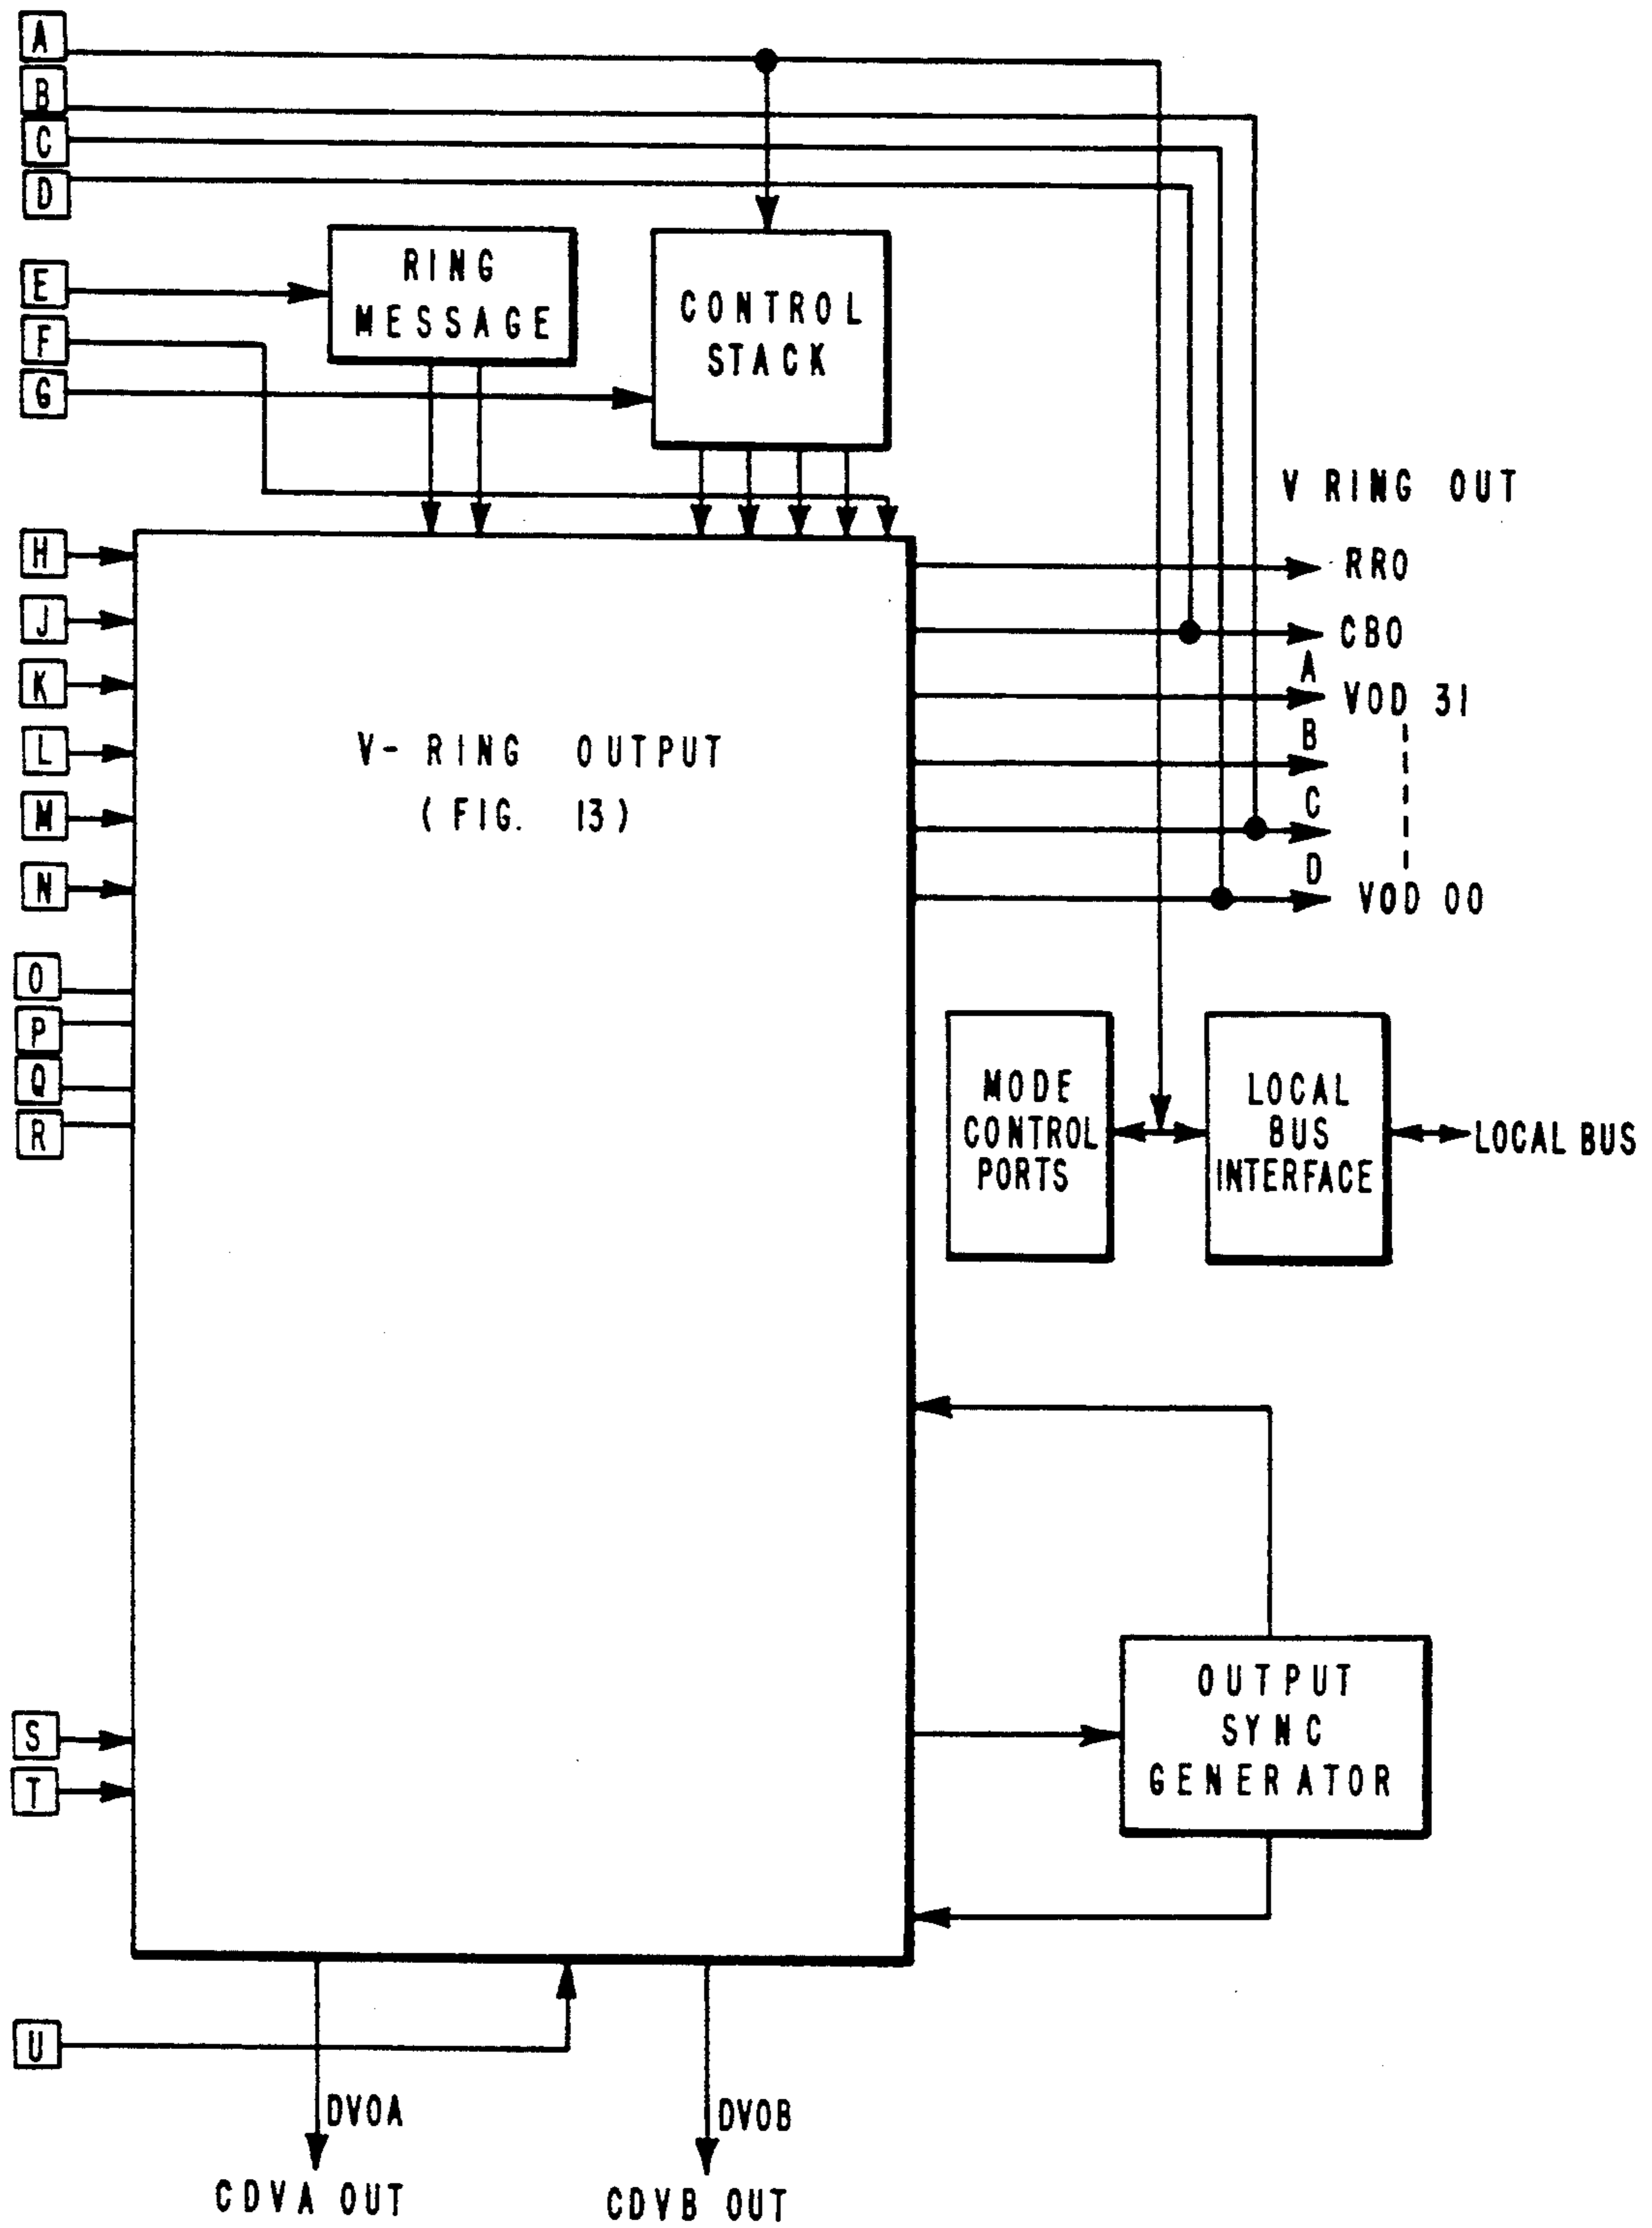 A
B
C
D
E
F
G
RING
MESSAGE
CONTROL
STACK
V RING OUT
H
J
K
L
M
N
O
P
Q
R
V-RING OUTPUT
(FIG. 13)
RRO
CBO
A
VOD 31
B
C
D
VOD 00
MODE
CONTROL
PORTS
LOCAL
BUS
INTERFACE
LOCAL BUS
S
T
OUTPUT
SYNC
GENERATOR
U
DVOA
DVOB
CDVA OUT
CDVB OUT